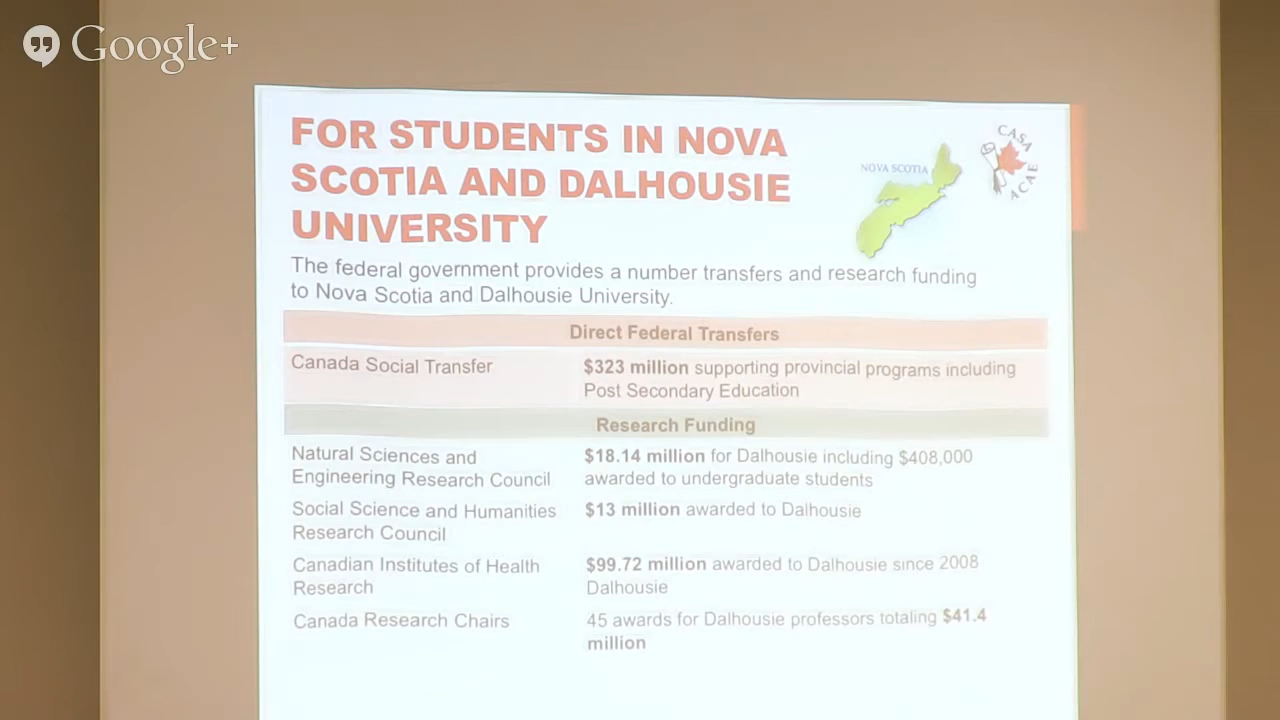 Google+
FOR STUDENTS IN NOVA
SCOTIA AND DALHOUSIE
UNIVERSITY
NOVA SCOTIA
CASA
ACAE
The federal government provides a number transfers and research funding
to Nova Scotia and Dalhousie University.
Direct Federal Transfers
Canada Social Transfer
$323 million supporting provincial programs including
Post Secondary Education
Research Funding
Natural Sciences and
Engineering Research Council
$18.14 million for Dalhousie including $408,000
awarded to undergraduate students
Social Science and Humanities
Research Council
$13 million awarded to Dalhousie
Canadian Institutes of Health
Research
$99.72 million awarded to Dalhousie since 2008
Dalhousie
Canada Research Chairs
45 awards for Dalhousie professors totaling $41.4
million